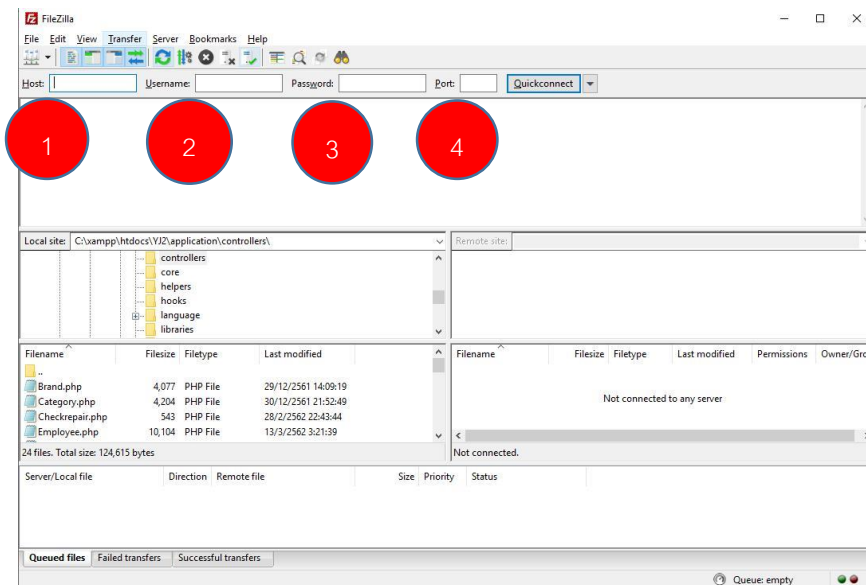 FileZilla
File Edit View Transfer Server Bookmarks Help
Host: Username: Password: Port: Quickconnect
1 2 3 4
Local site: C:\xampp\htdocs\YJ2\application\controllers\ Remote site:
controllers
core
helpers
hooks
language
libraries
Filename Filesize Filetype Last modified Filename Filesize Filetype Last modified Permissions Owner/Gro
..
Brand.php 4,077 PHP File 29/12/2561 14:09:19
Category.php 4,204 PHP File 30/12/2561 21:52:49
Not connected to any server
Checkrepair.php 543 PHP File 28/2/2562 22:43:44
Employee.php 10,104 PHP File 13/3/2562 3:21:39
24 files. Total size: 124,615 bytes Not connected.
Server/Local file Direction Remote file Size Priority Status
Queued files Failed transfers Successful transfers
Queue: empty